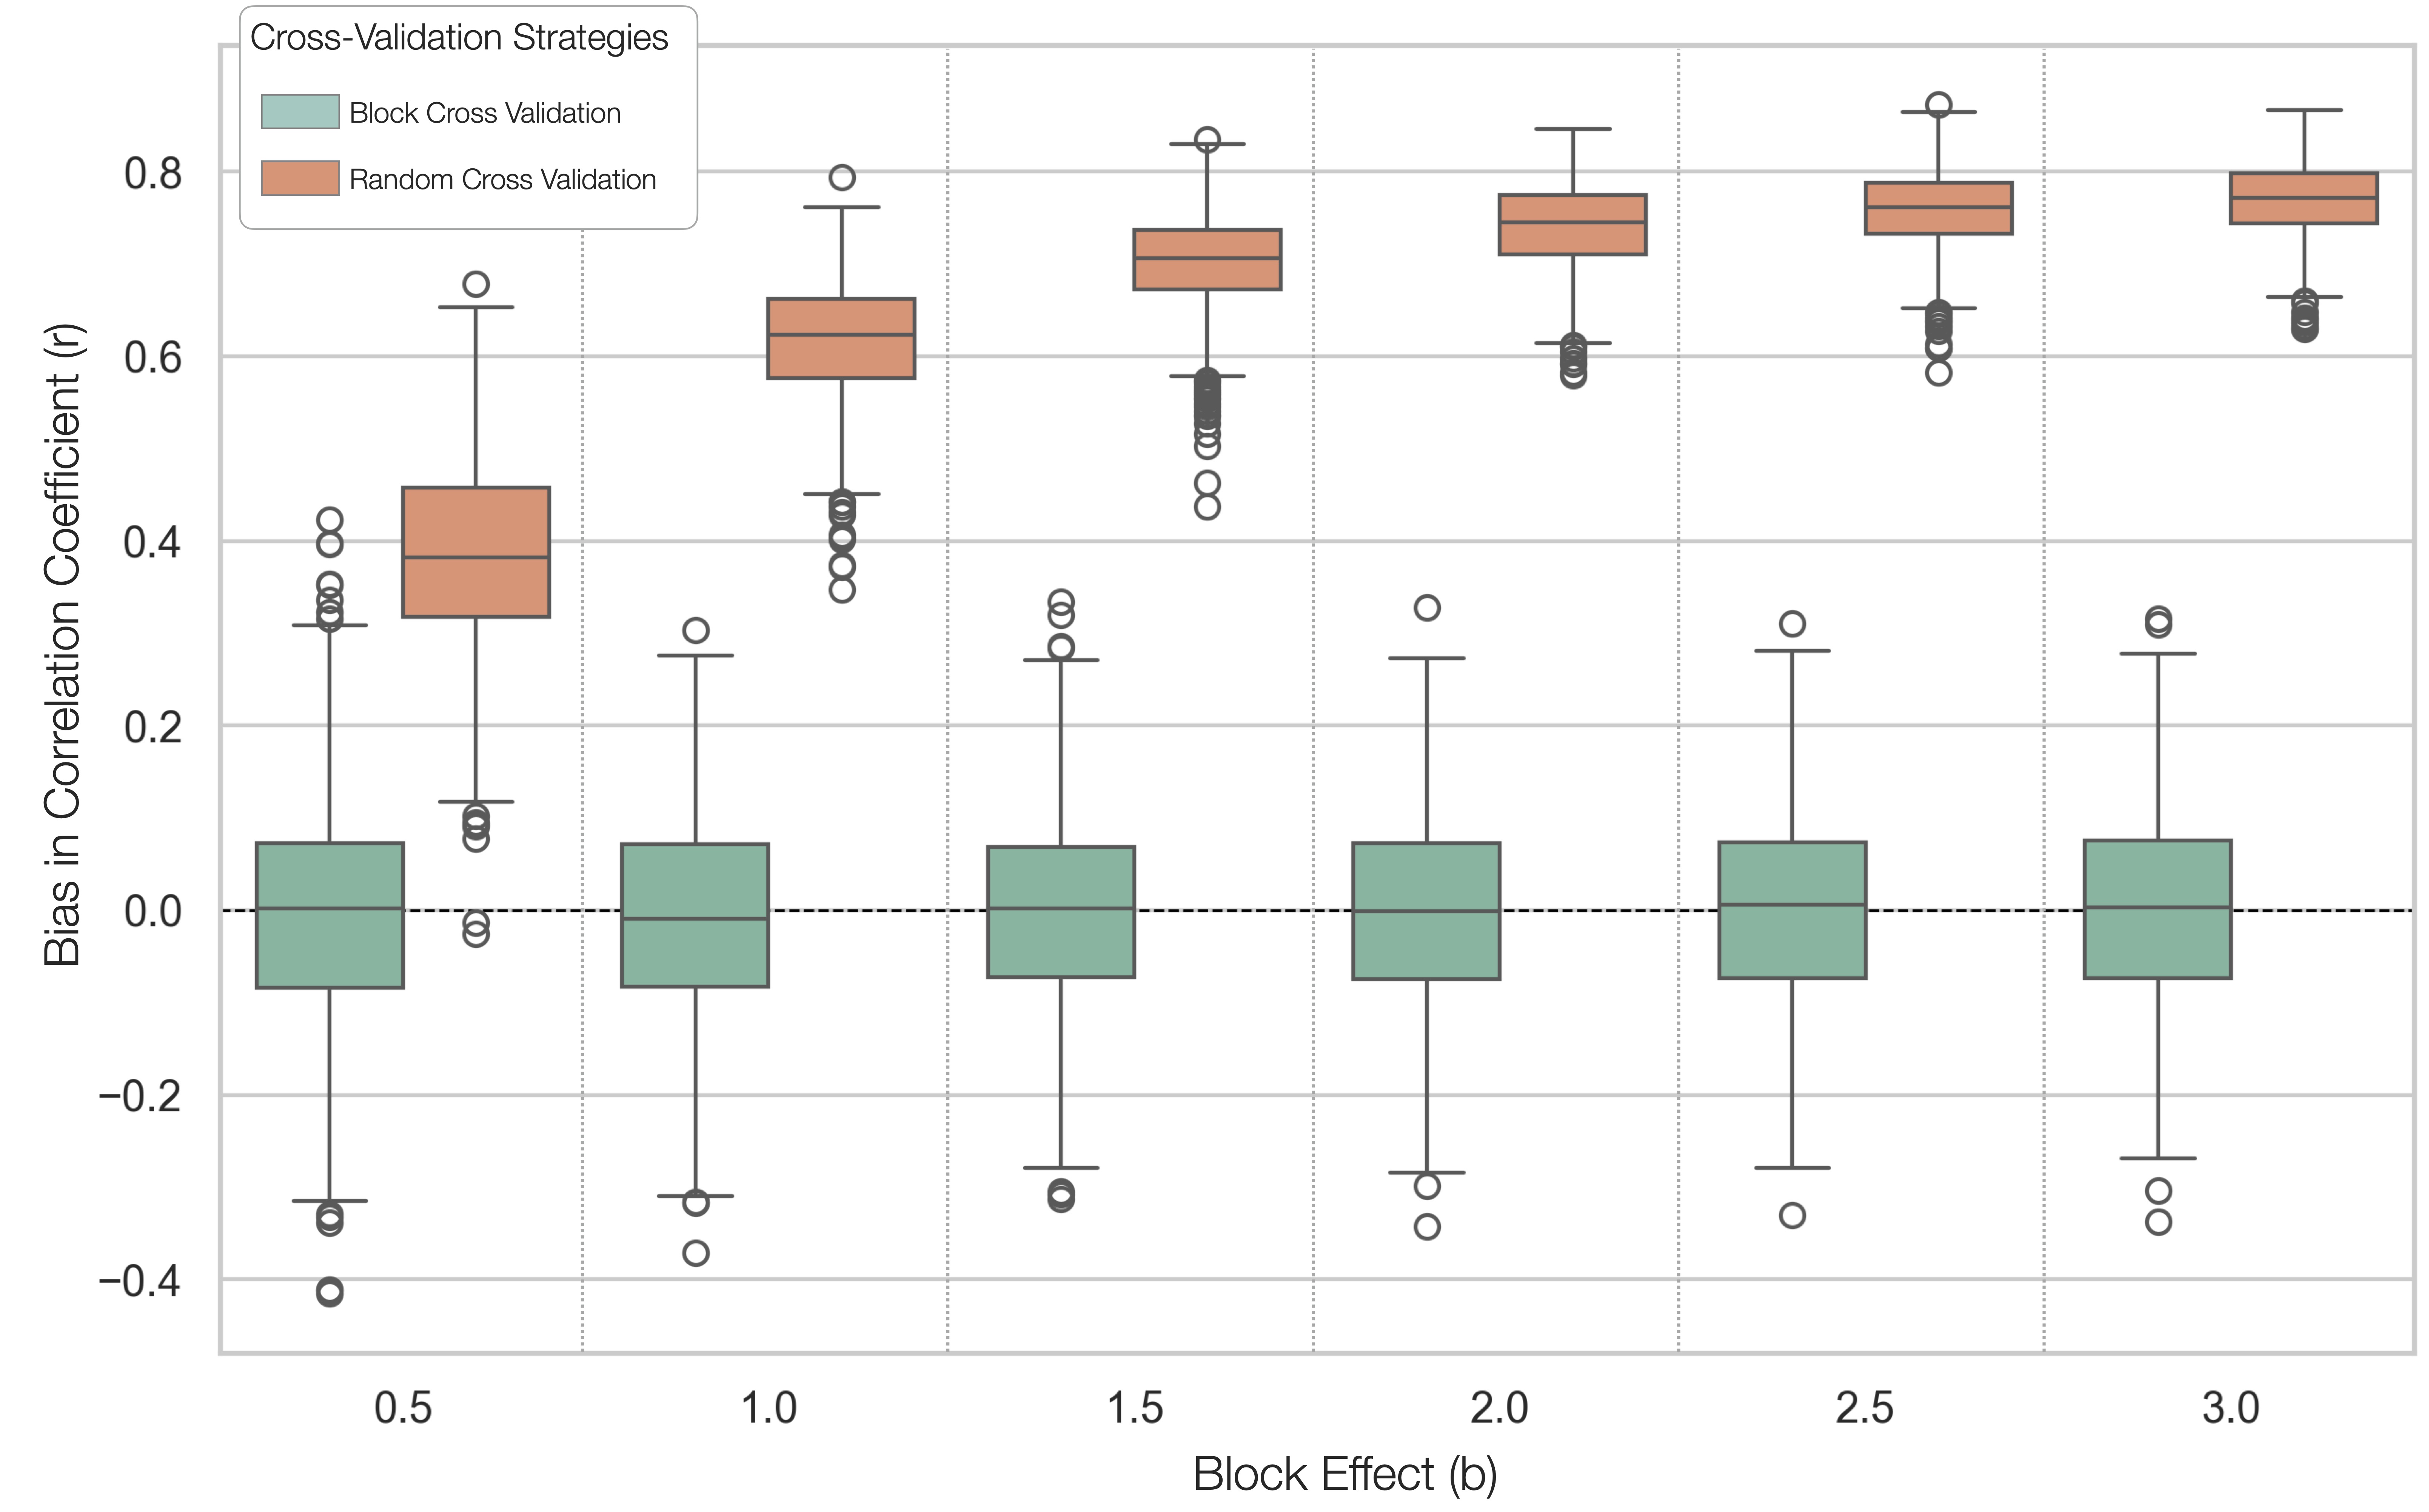 Cross-Validation Strategies
Block Cross Validation
Random Cross Validation
Bias in Correlation Coefficient (r)
0.8
0.6
0.4
0.2
0.0
−0.2
−0.4
0.5 1.0 1.5 2.0 2.5 3.0
Block Effect (b)